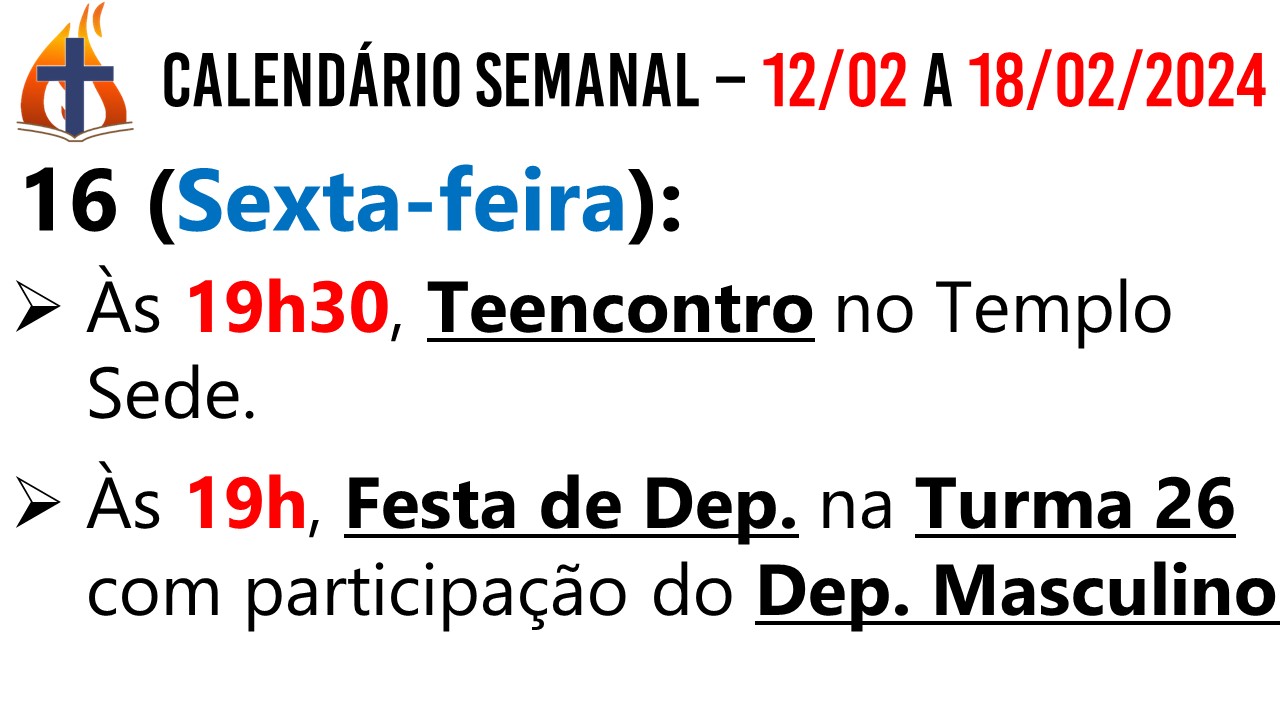 CALENDÁRIO SEMANAL – 12/02 A 18/02/2024
16 (Sexta-feira):
➢ Às 19h30, Teencontro no Templo
Sede.
➢ Às 19h, Festa de Dep. na Turma 26
com participação do Dep. Masculino